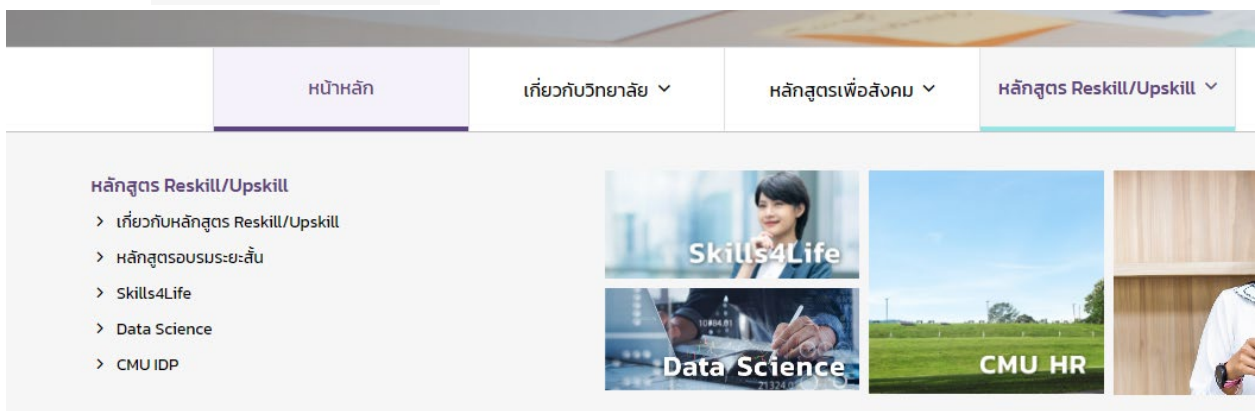 หน้าหลัก
เกี่ยวกับวิทยาลัย
หลักสูตรเพื่อสังคม
หลักสูตร Reskill/Upskill
หลักสูตร Reskill/Upskill
เกี่ยวกับหลักสูตร Reskill/Upskill
หลักสูตรอบรมระยะสั้น
Skills4Life
Data Science
CMU IDP
Skills4Life
Data Science
CMU HR